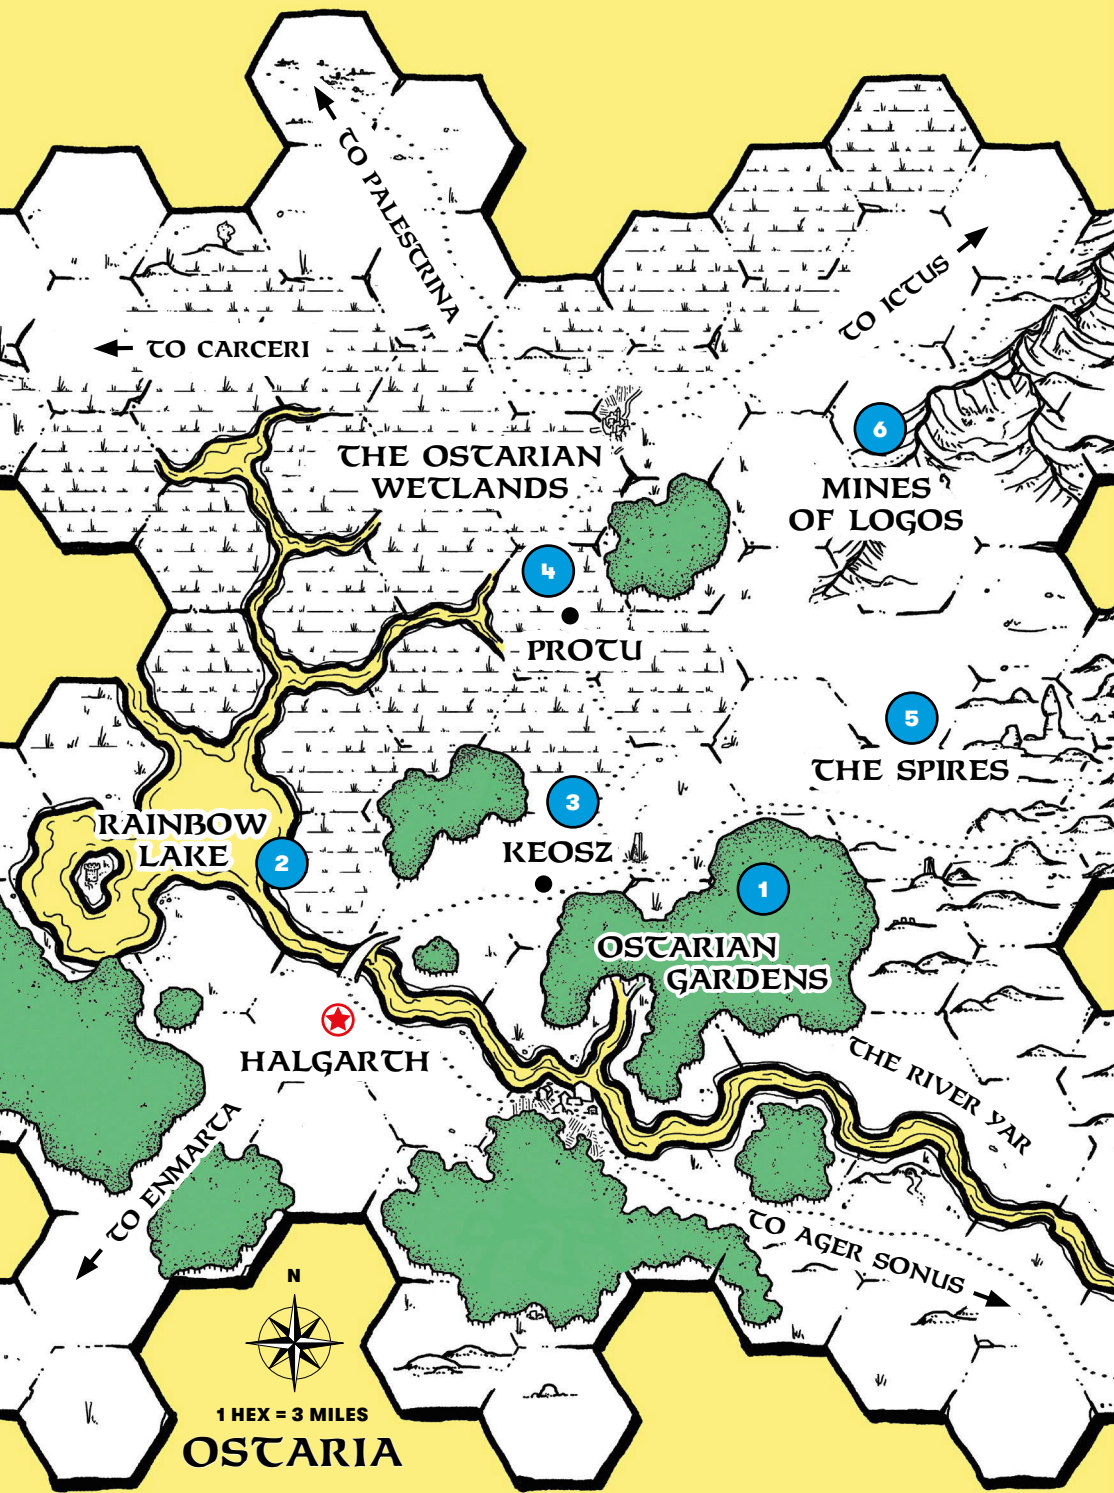 TO PALESTRINA
TO ICTUS
TO CARCERI
6
THE OSTARIAN
WETLANDS
MINES
OF LOGOS
4
PROTU
5
THE SPIRES
3
KEOSZ
RAINBOW
LAKE
2
1
OSTARIAN
GARDENS
HALGARTH
THE RIVER YAR
TO ENMARTA
TO AGER SONUS
N
1 HEX = 3 MILES
OSTARIA